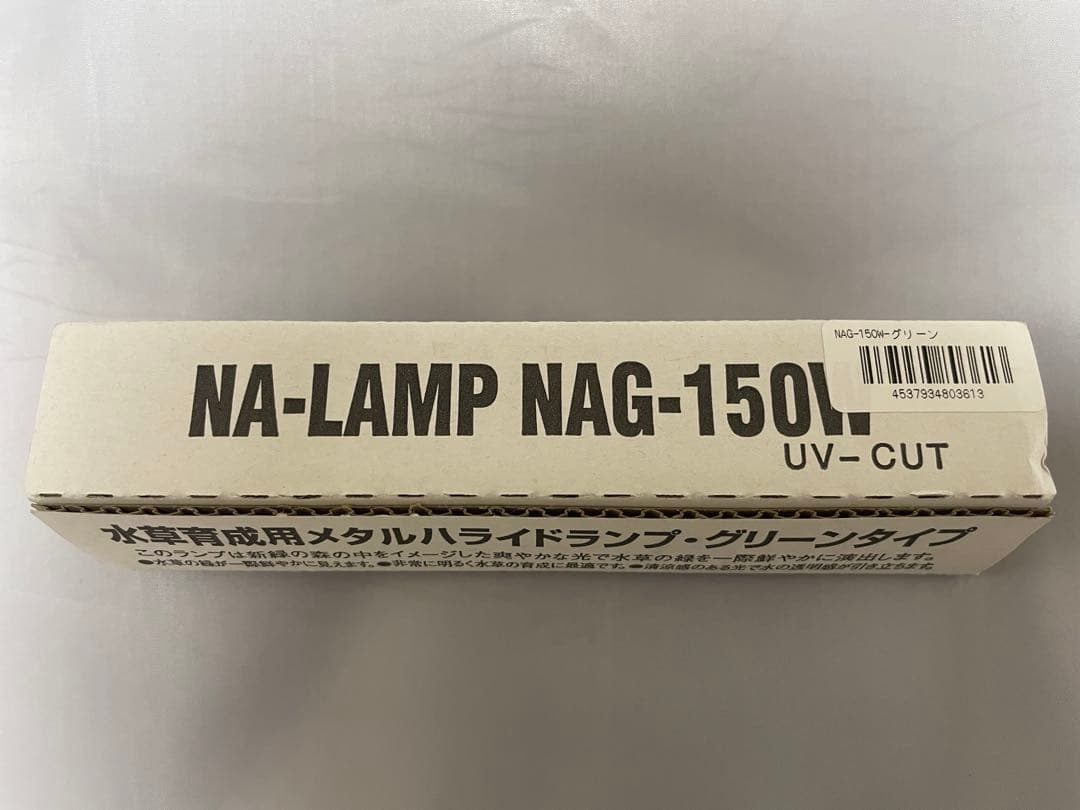 NAG-150W-グリーン
4537934803613
NA-LAMP NAG-150W
UV-CUT
水草育成用メタルハライドランプ・グリーンタイプ
このランプは新緑の森の中をイメージした爽やかな光で水草の緑を一際鮮やかに演出します。
●水草の緑が一際鮮やかに見えます。●非常に明るく水草の育成に最適です。●清涼感のある光で水の透明感が引き立ちます。